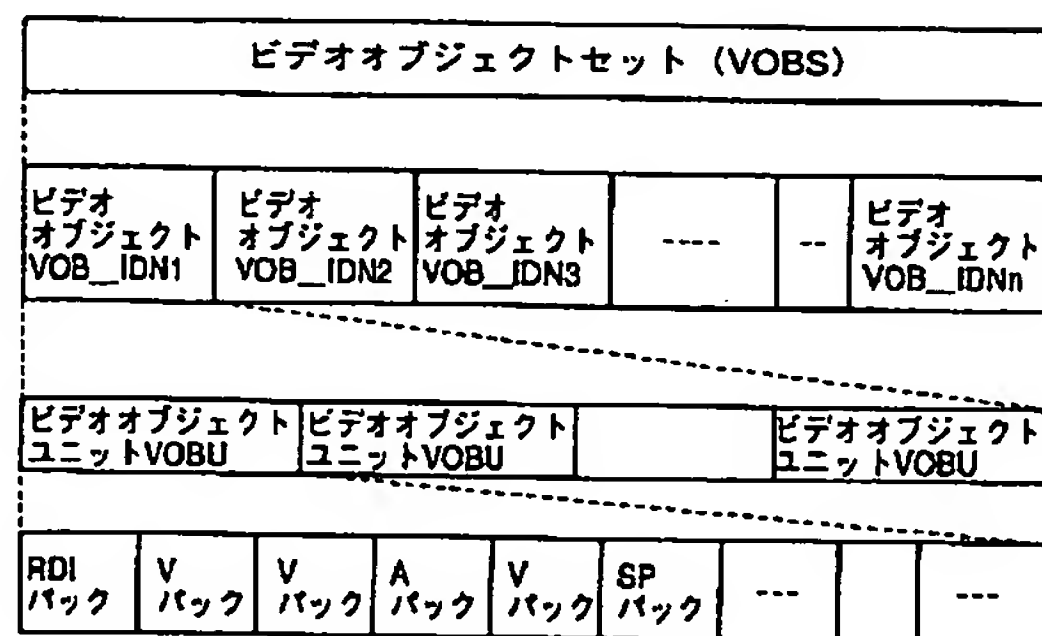 ビデオオブジェクトセット (VOBS)
ビデオ
オブジェクト
VOB__IDN1
ビデオ
オブジェクト
VOB__IDN2
ビデオ
オブジェクト
VOB__IDN3
----
--
ビデオ
オブジェクト
VOB__IDNn
ビデオオブジェクト
ユニットVOBU
ビデオオブジェクト
ユニットVOBU
ビデオオブジェクト
ユニットVOBU
RDI
パック
V
パック
V
パック
A
パック
V
パック
SP
パック
---
---